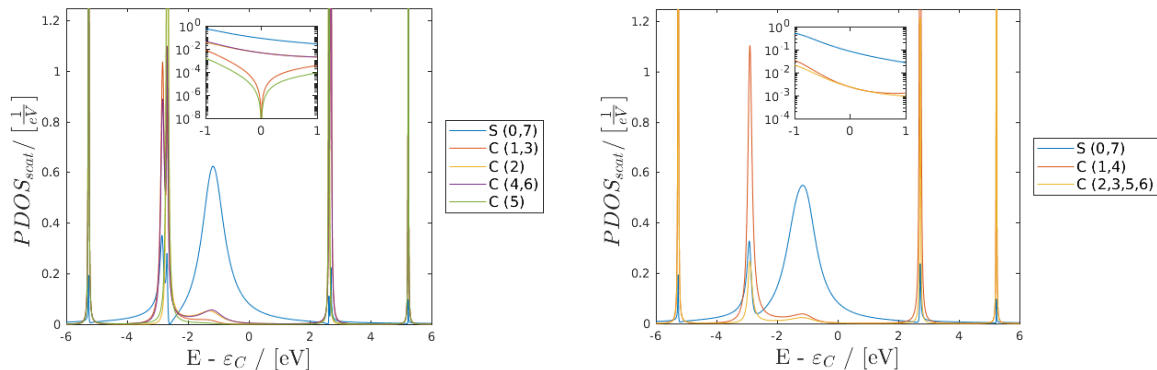 1.2
1
0.8
0.6
0.4
0.2
0
-6 -4 -2 0 2 4 6
PDOS_scat / [1/eV]
E - ε_C / [eV]
10^0
10^-2
10^-4
10^-6
10^-8
-1 0 1
S (0,7)
C (1,3)
C (2)
C (4,6)
C (5)
1.2
1
0.8
0.6
0.4
0.2
0
-6 -4 -2 0 2 4 6
PDOS_scat / [1/eV]
E - ε_C / [eV]
10^0
10^-1
10^-2
10^-3
10^-4
-1 0 1
S (0,7)
C (1,4)
C (2,3,5,6)